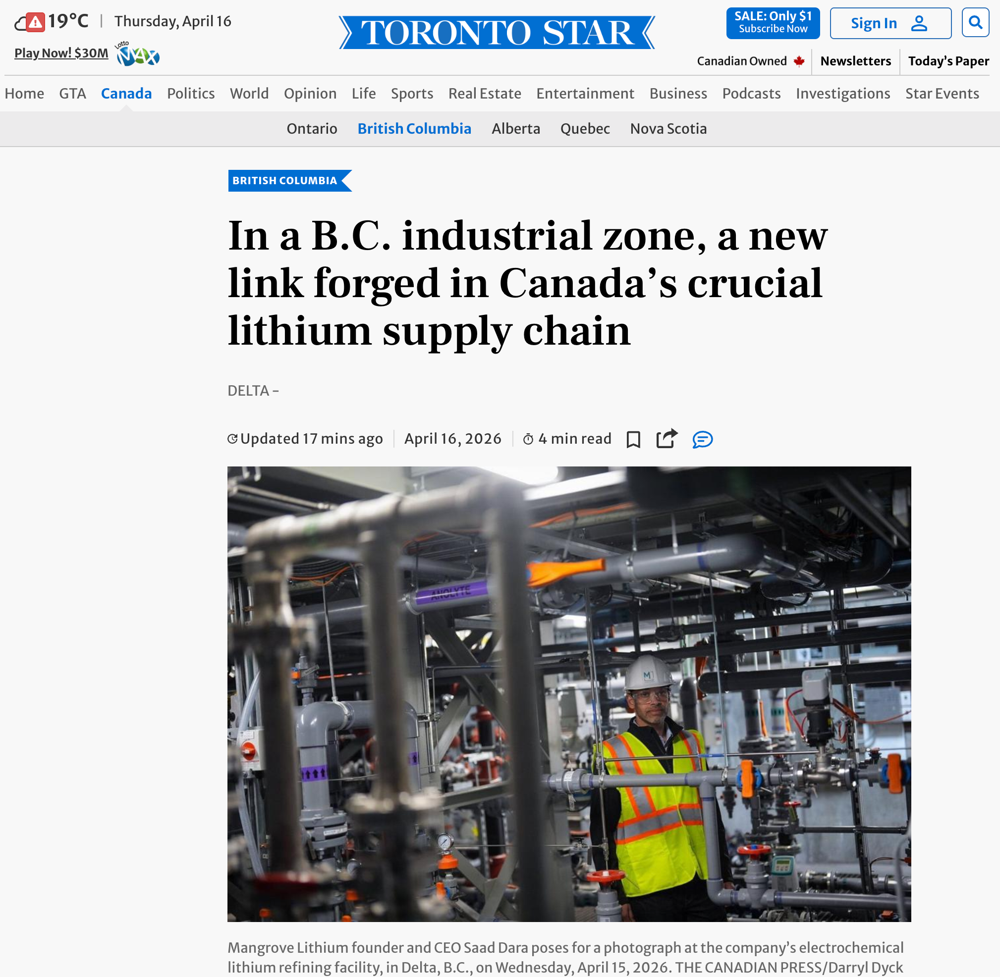 19°C | Thursday, April 16
Play Now! $30M Lotto MAX
TORONTO STAR
SALE: Only $1
Subscribe Now
Sign In
Canadian Owned
Newsletters
Today’s Paper
Home GTA Canada Politics World Opinion Life Sports Real Estate Entertainment Business Podcasts Investigations Star Events
Ontario British Columbia Alberta Quebec Nova Scotia
BRITISH COLUMBIA
In a B.C. industrial zone, a new
link forged in Canada’s crucial
lithium supply chain
DELTA -
Updated 17 mins ago | April 16, 2026 | 4 min read
ANOLYTE
M
Mangrove Lithium founder and CEO Saad Dara poses for a photograph at the company’s electrochemical
lithium refining facility, in Delta, B.C., on Wednesday, April 15, 2026. THE CANADIAN PRESS/Darryl Dyck